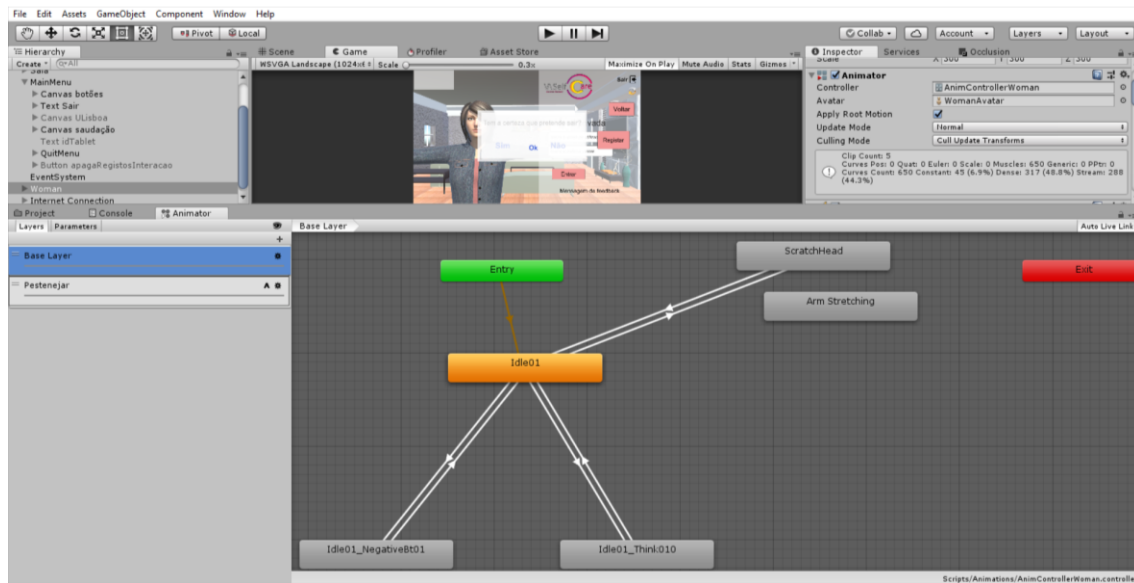 File Edit Assets GameObject Component Window Help
Pivot Local Collab Account Layers Layout
Hierarchy
Create All
Sala
MainMenu
Canvas botões
Text Sair
Canvas ULisboa
Canvas saudação
Text idTablet
QuitMenu
Button apagaRegistosInteracao
EventSystem
Woman
Internet Connection
Scene Game Profiler Asset Store
WSVGA Landscape (1024x Scale 0.3x Maximize On Play Mute Audio Stats Gizmos
Sair
Voltar
Registar
Ok
Entrar
Mensagem de feedback
Inspector Services Occlusion
Scale X 300 Y 300 Z 300
Animator
Controller AnimControllerWoman
Avatar WomanAvatar
Apply Root Motion
Update Mode Normal
Culling Mode Cull Update Transforms
Clip Count: 5
Curves Pos: 0 Quat: 0 Euler: 0 Scale: 0 Muscles: 650 Generic: 0 PPtr: 0
Curves Count: 650 Constant: 45 (6.9%) Dense: 317 (48.8%) Stream: 288
(44.3%)
Project Console Animator
Layers Parameters Base Layer Auto Live Link
+
Base Layer
Pestenejar A
Entry
ScratchHead
Exit
Arm Stretching
Idle01
Idle01_NegativeBt01
Idle01_Think010
Scripts/Animations/AnimControllerWoman.controlle